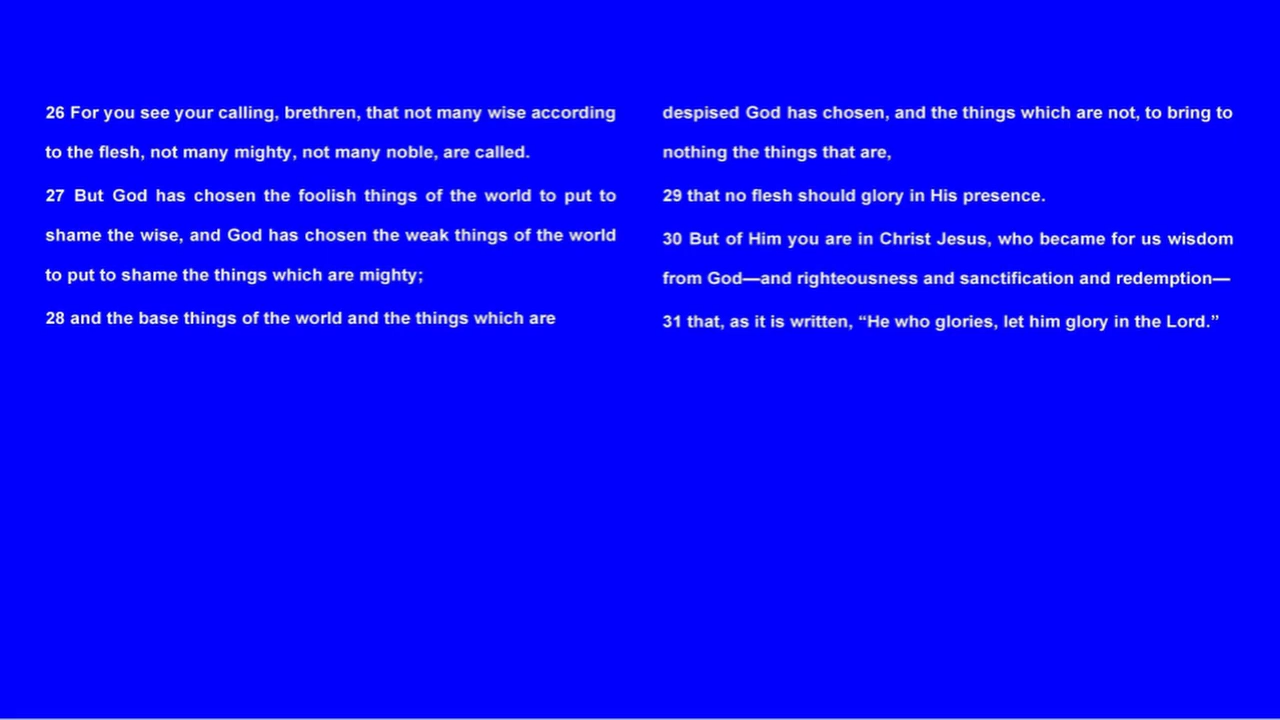 26 For you see your calling, brethren, that not many wise according
to the flesh, not many mighty, not many noble, are called.
27 But God has chosen the foolish things of the world to put to
shame the wise, and God has chosen the weak things of the world
to put to shame the things which are mighty;
28 and the base things of the world and the things which are
despised God has chosen, and the things which are not, to bring to
nothing the things that are,
29 that no flesh should glory in His presence.
30 But of Him you are in Christ Jesus, who became for us wisdom
from God—and righteousness and sanctification and redemption—
31 that, as it is written, “He who glories, let him glory in the Lord.”